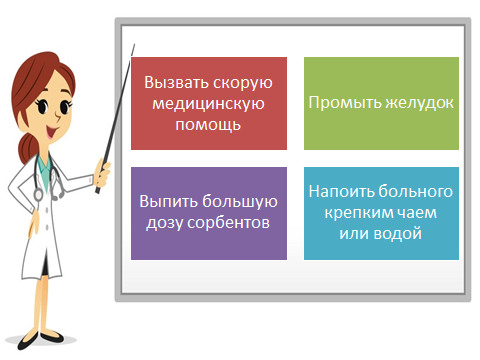 Вызвать скорую
медицинскую
помощь
Промыть желудок
Выпить большую
дозу сорбентов
Напоить больного
крепким чаем
или водой